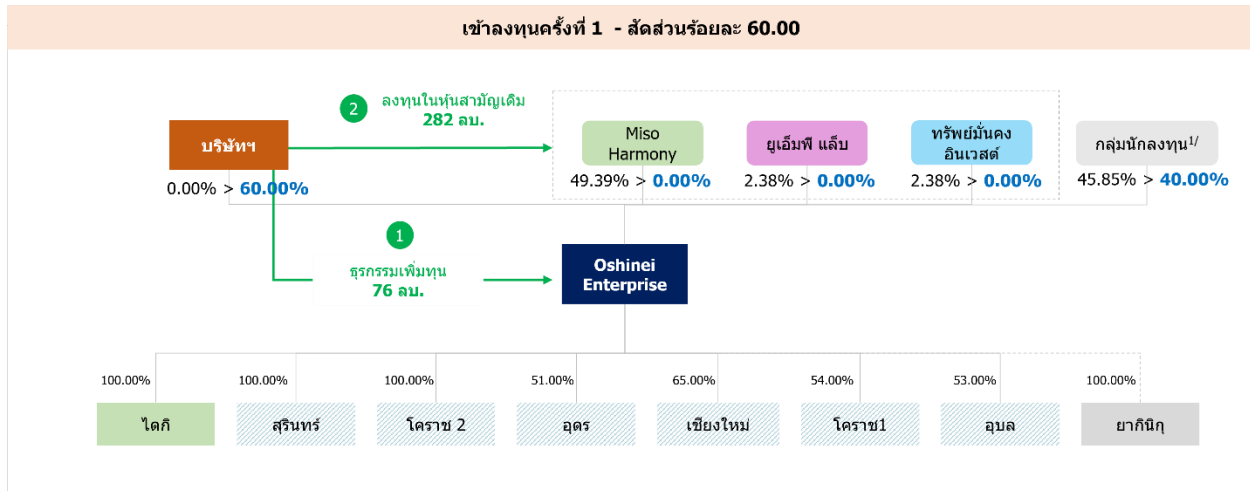 เข้าลงทุนครั้งที่ 1 - สัดส่วนร้อยละ 60.00
2
ลงทุนในหุ้นสามัญเดิม
282 ลบ.
บริษัทฯ
Miso
Harmony
ยูเอ็มพี แล็บ
ทรัพย์มั่นคง
อินเวสต์
กลุ่มนักลงทุน1/
0.00% > 60.00%
49.39% > 0.00%
2.38% > 0.00%
2.38% > 0.00%
45.85% > 40.00%
1
ธุรกรรมเพิ่มทุน
76 ลบ.
Oshinei
Enterprise
100.00%
100.00%
100.00%
51.00%
65.00%
54.00%
53.00%
100.00%
ไดกิ
สุรินทร์
โคราช 2
อุดร
เชียงใหม่
โคราช1
อุบล
ยากินิกุ